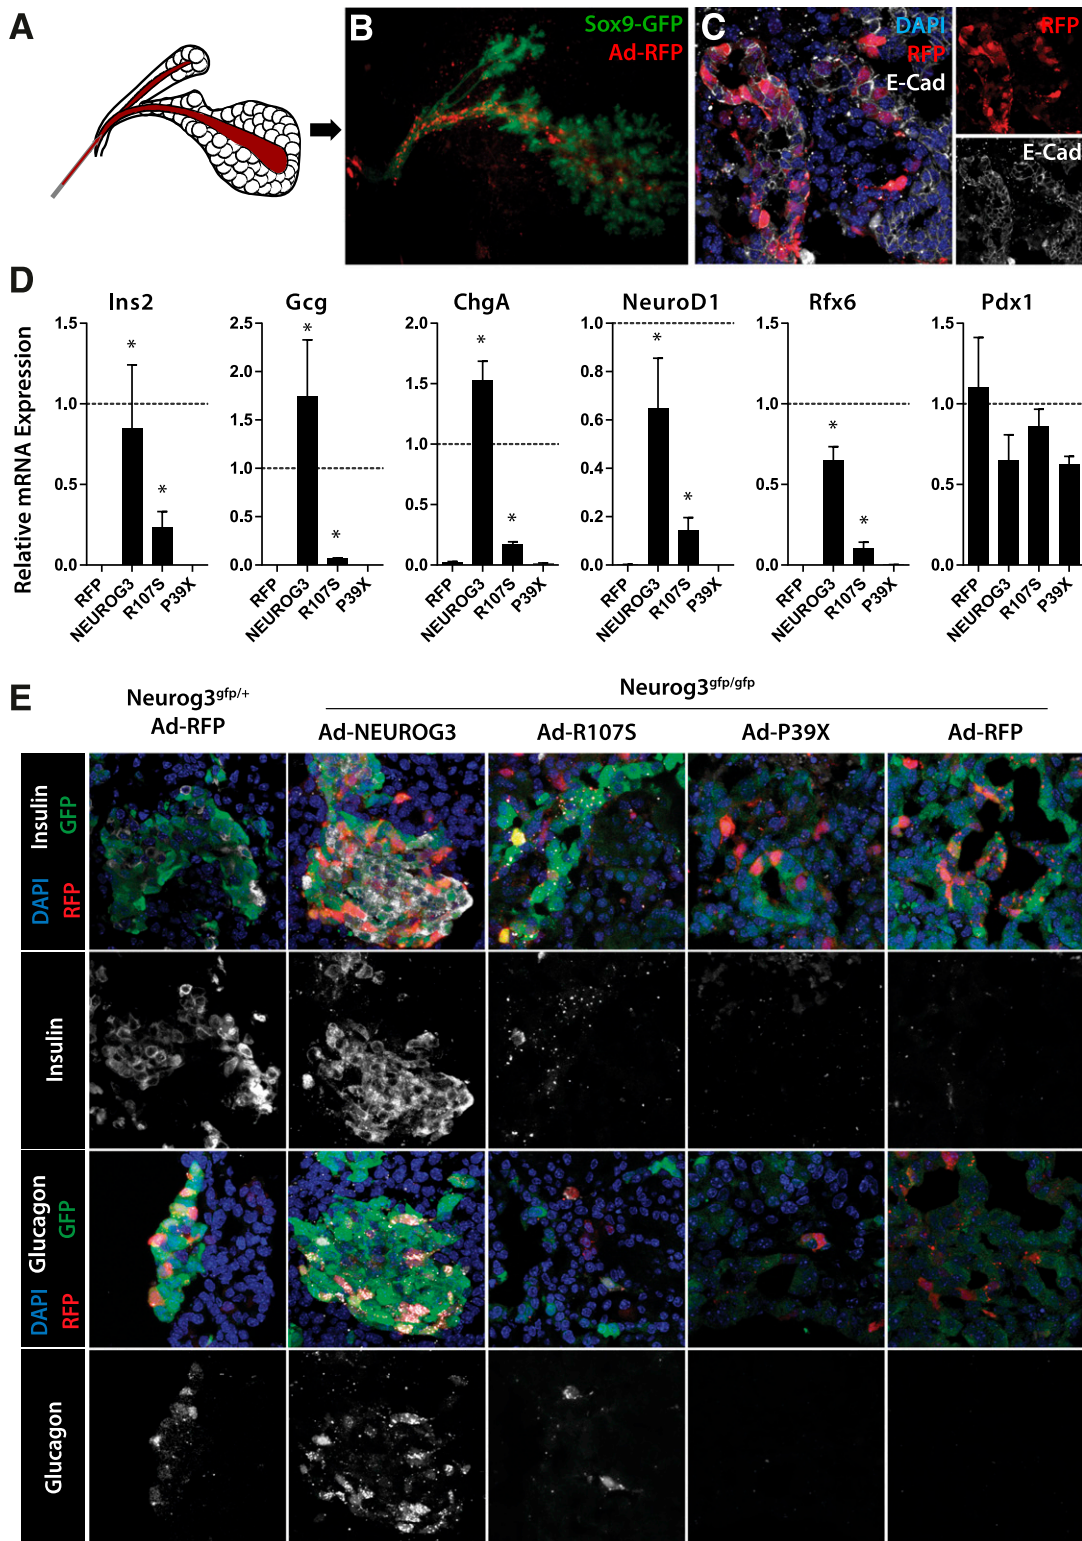 A
B
Sox9-GFP
Ad-RFP
C
DAPI
RFP
E-Cad
RFP
E-Cad
D
Relative mRNA Expression
Ins2
1.5
1.0
0.5
0.0
RFP
NEUROG3
R107S
P39X
*
*
Gcg
2.5
2.0
1.5
1.0
0.5
0.0
RFP
NEUROG3
R107S
P39X
*
*
ChgA
2.0
1.5
1.0
0.5
0.0
RFP
NEUROG3
R107S
P39X
*
*
NeuroD1
1.0
0.8
0.6
0.4
0.2
0.0
RFP
NEUROG3
R107S
P39X
*
*
Rfx6
1.5
1.0
0.5
0.0
RFP
NEUROG3
R107S
P39X
*
*
Pdx1
1.5
1.0
0.5
0.0
RFP
NEUROG3
R107S
P39X
E
Neurog3gfp/+
Ad-RFP
Neurog3gfp/gfp
Ad-NEUROG3
Ad-R107S
Ad-P39X
Ad-RFP
Insulin
DAPI GFP
RFP
Insulin
Glucagon
DAPI GFP
RFP
Glucagon